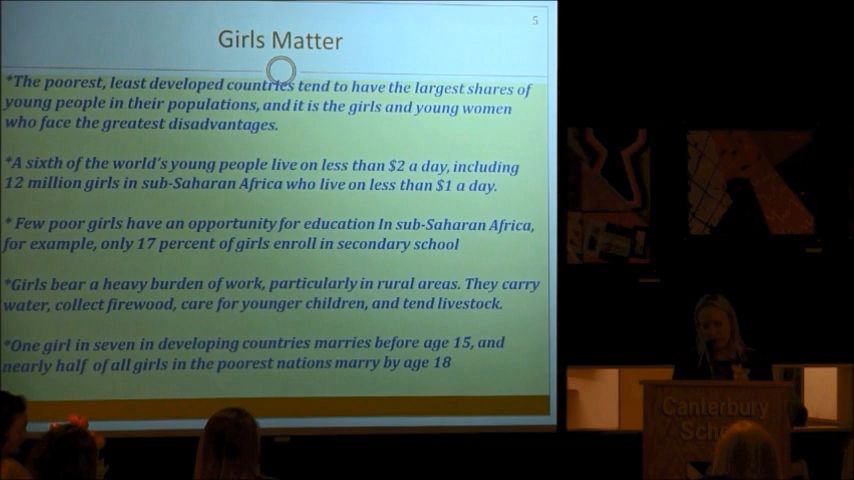 5
Girls Matter
*The poorest, least developed countries tend to have the largest shares of
young people in their populations, and it is the girls and young women
who face the greatest disadvantages.
*A sixth of the world's young people live on less than $2 a day, including
12 million girls in sub-Saharan Africa who live on less than $1 a day.
* Few poor girls have an opportunity for education In sub-Saharan Africa,
for example, only 17 percent of girls enroll in secondary school
*Girls bear a heavy burden of work, particularly in rural areas. They carry
water, collect firewood, care for younger children, and tend livestock.
*One girl in seven in developing countries marries before age 15, and
nearly half of all girls in the poorest nations marry by age 18
Canterbury